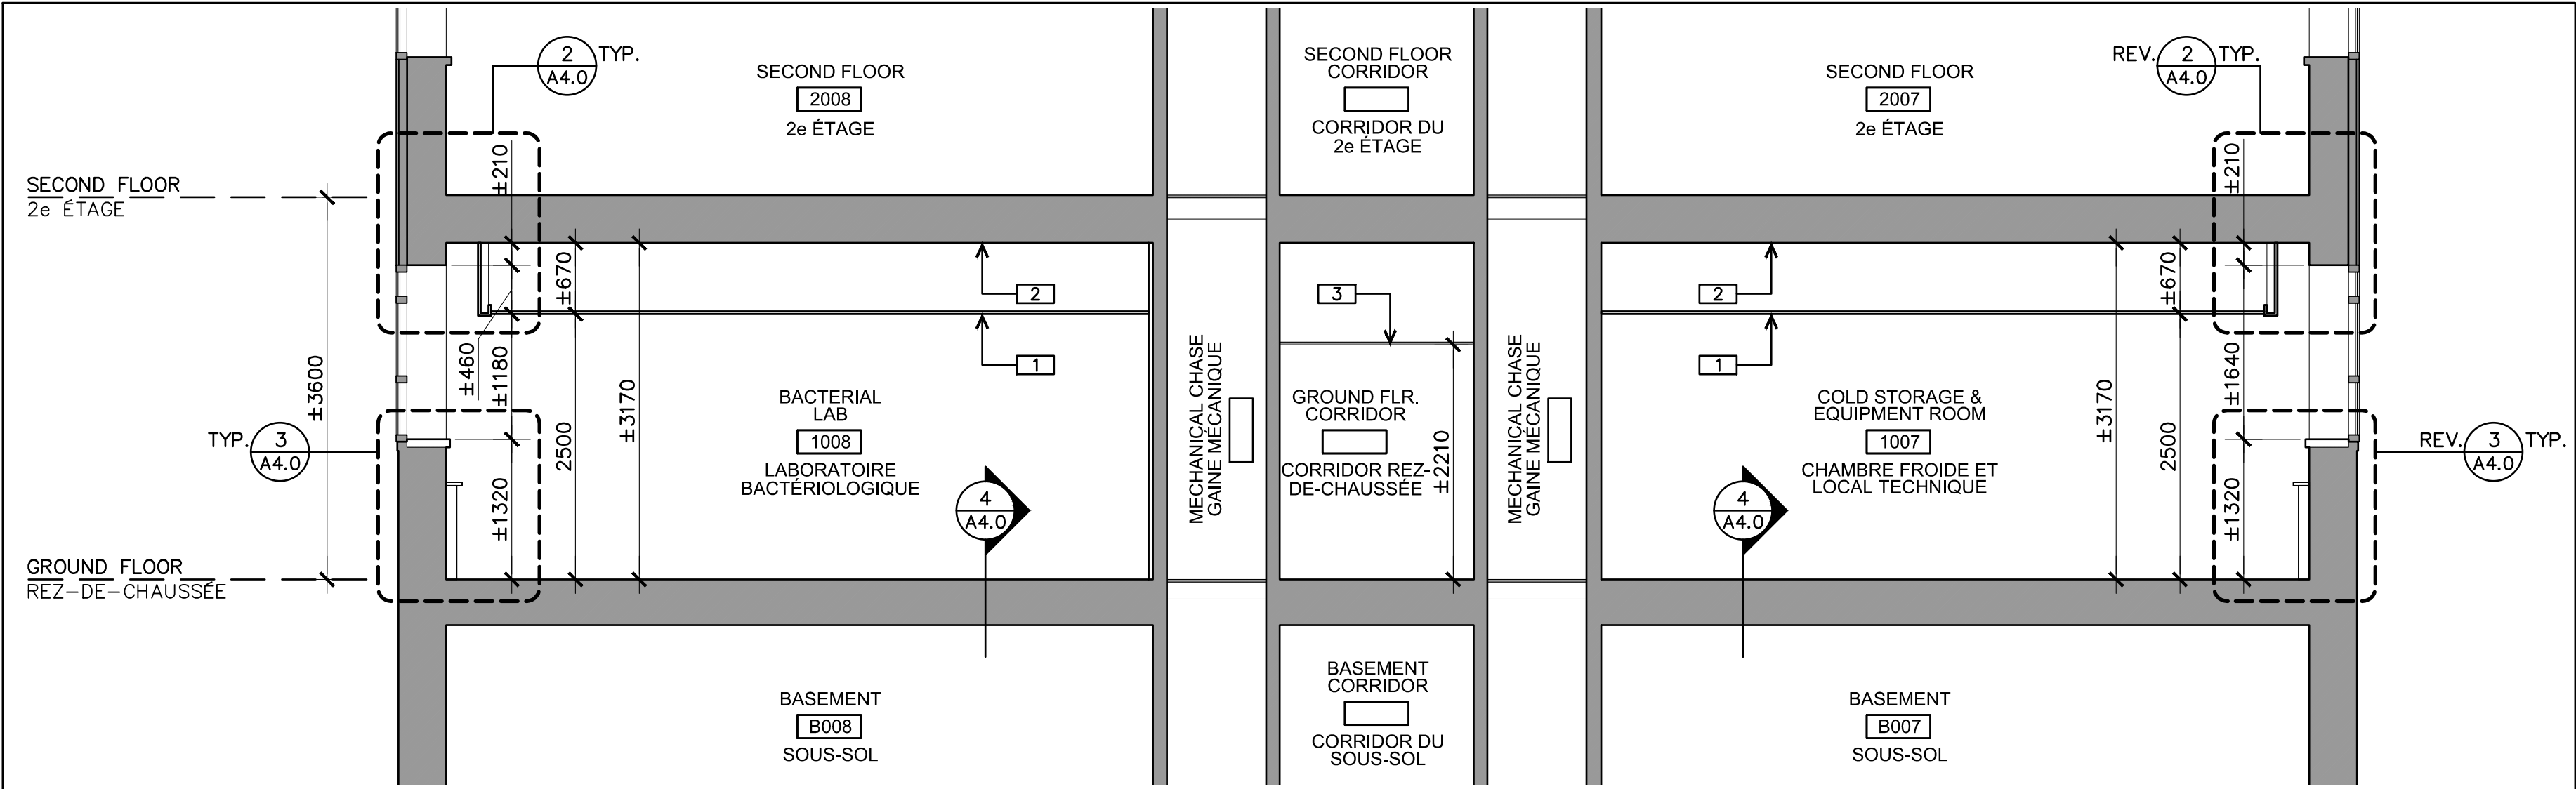 2
A4.0
TYP.
SECOND FLOOR
2008
2e ÉTAGE
SECOND FLOOR
CORRIDOR
CORRIDOR DU
2e ÉTAGE
SECOND FLOOR
2007
2e ÉTAGE
REV.
2
A4.0
TYP.
SECOND FLOOR
2e ÉTAGE
±210
±210
±3600
±670
±460
±1180
±1320
2500
±3170
2
1
3
2
1
±670
±1640
±3170
2500
±1320
±2210
TYP.
3
A4.0
BACTERIAL
LAB
1008
LABORATOIRE
BACTÉRIOLOGIQUE
4
A4.0
MECHANICAL CHASE
GAINE MÉCANIQUE
GROUND FLR.
CORRIDOR
CORRIDOR REZ-
DE-CHAUSSÉE
MECHANICAL CHASE
GAINE MÉCANIQUE
4
A4.0
COLD STORAGE &
EQUIPMENT ROOM
1007
CHAMBRE FROIDE ET
LOCAL TECHNIQUE
REV.
3
A4.0
TYP.
GROUND FLOOR
REZ-DE-CHAUSSÉE
BASEMENT
B008
SOUS-SOL
BASEMENT
CORRIDOR
CORRIDOR DU
SOUS-SOL
BASEMENT
B007
SOUS-SOL